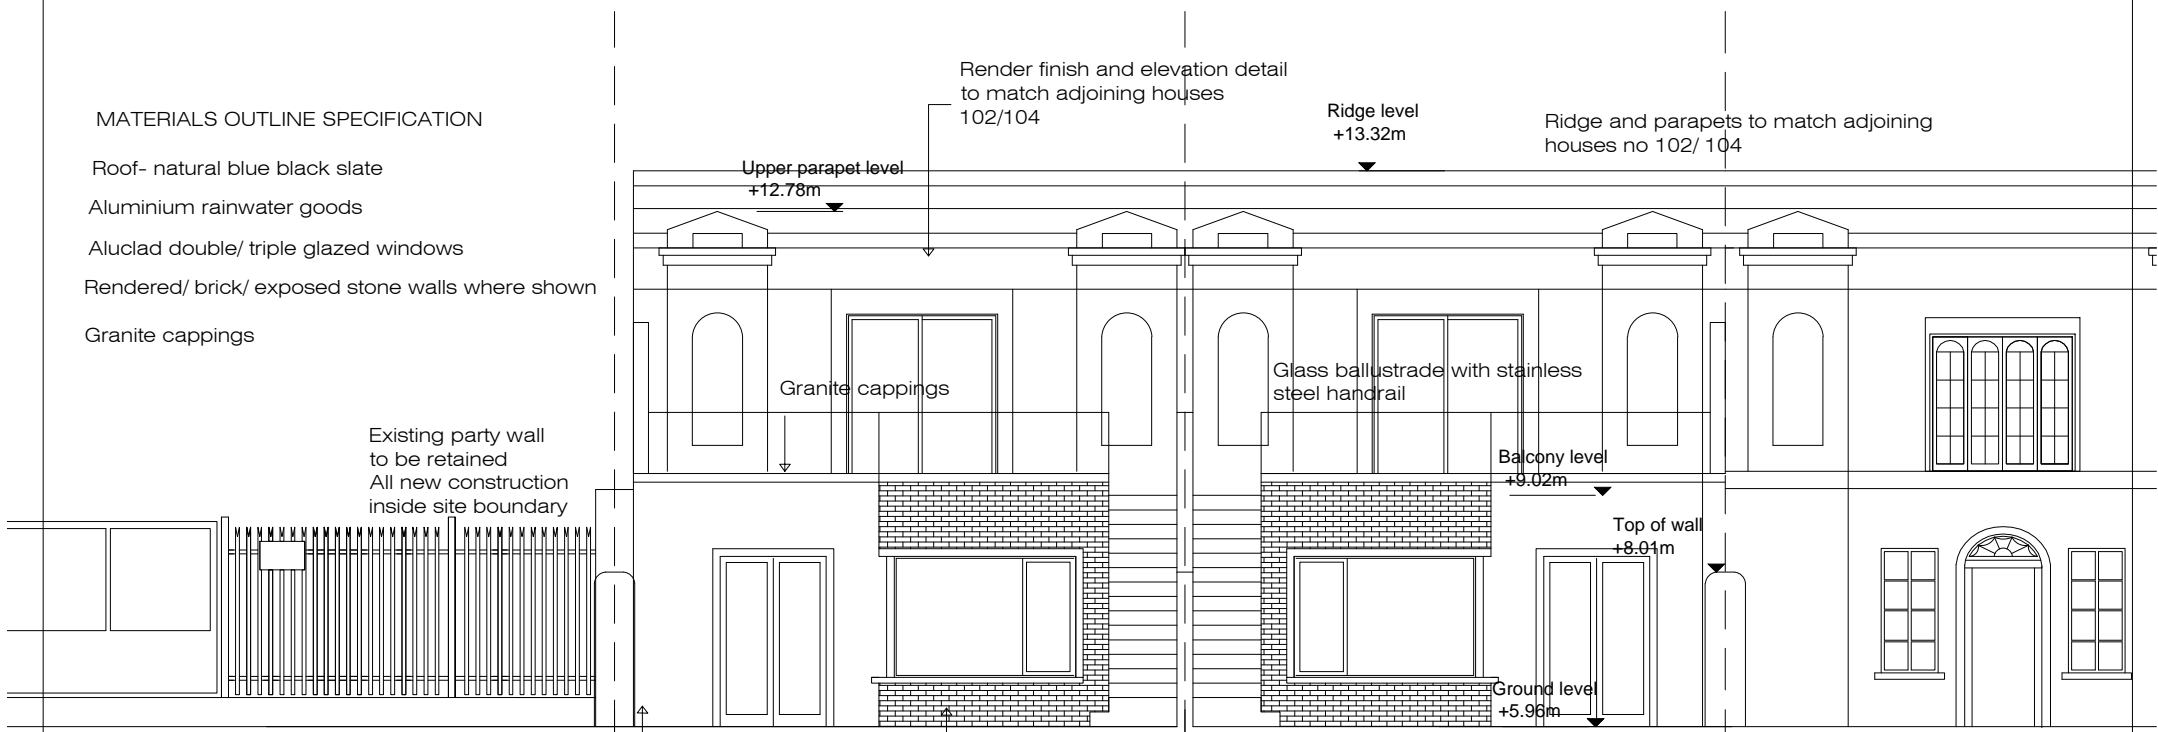 MATERIALS OUTLINE SPECIFICATION
Roof- natural blue black slate
Aluminium rainwater goods
Aluclad double/ triple glazed windows
Rendered/ brick/ exposed stone walls where shown
Granite cappings
Existing party wall
to be retained
All new construction
inside site boundary
Upper parapet level
+12.78m
Render finish and elevation detail
to match adjoining houses
102/104
Ridge level
+13.32m
Ridge and parapets to match adjoining
houses no 102/ 104
Granite cappings
Glass ballustrade with stainless
steel handrail
Balcony level
+9.02m
Top of wall
+8.01m
Ground level
+5.96m